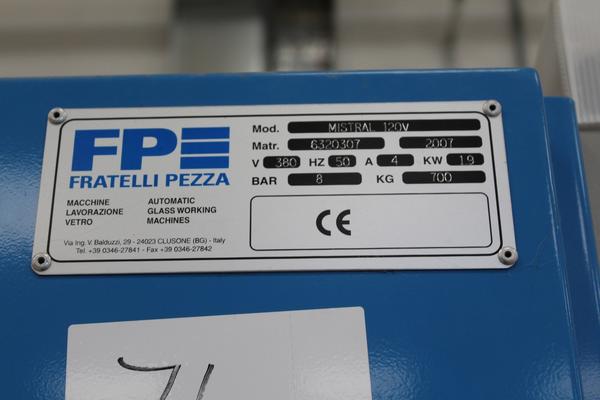 FPE
FRATELLI PEZZA
MACCHINE
LAVORAZIONE
VETRO
AUTOMATIC
GLASS WORKING
MACHINES
Via Ing. V. Balduzzi, 29 - 24023 CLUSONE (BG) - Italy
Tel. +39 0346-27841 - Fax +39 0346-27842
Mod. MISTRAL 120V
Matr. 6320307 2007
V 380 HZ 50 A 4 KW 1.9
BAR 8 KG 700
CE